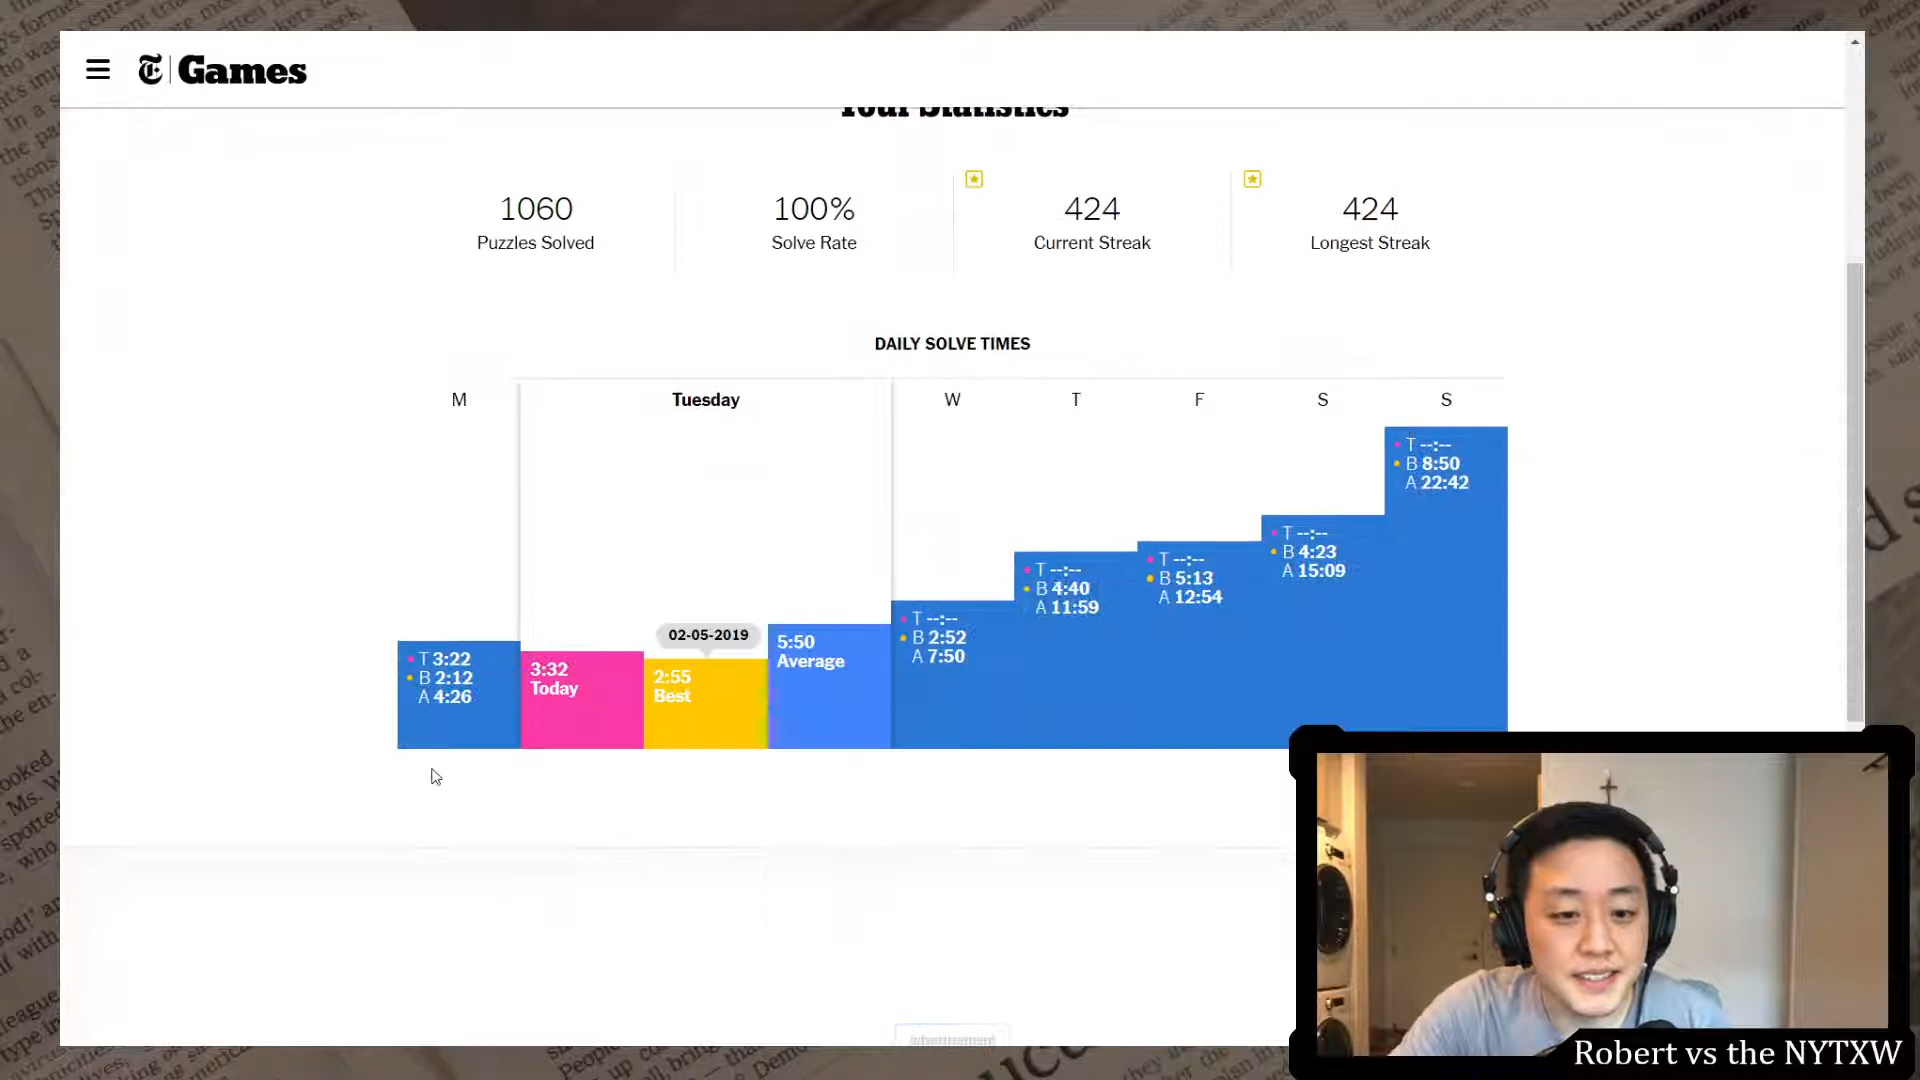 Games
Your Statistics
1060
Puzzles Solved
100%
Solve Rate
424
Current Streak
424
Longest Streak
DAILY SOLVE TIMES
M
Tuesday
W
T
F
S
S
T 3:22
B 2:12
A 4:26
3:32
Today
02-05-2019
2:55
Best
5:50
Average
T --:--
B 2:52
A 7:50
T --:--
B 4:40
A 11:59
T --:--
B 5:13
A 12:54
T --:--
B 4:23
A 15:09
T --:--
B 8:50
A 22:42
advertisement
Robert vs the NYTXW